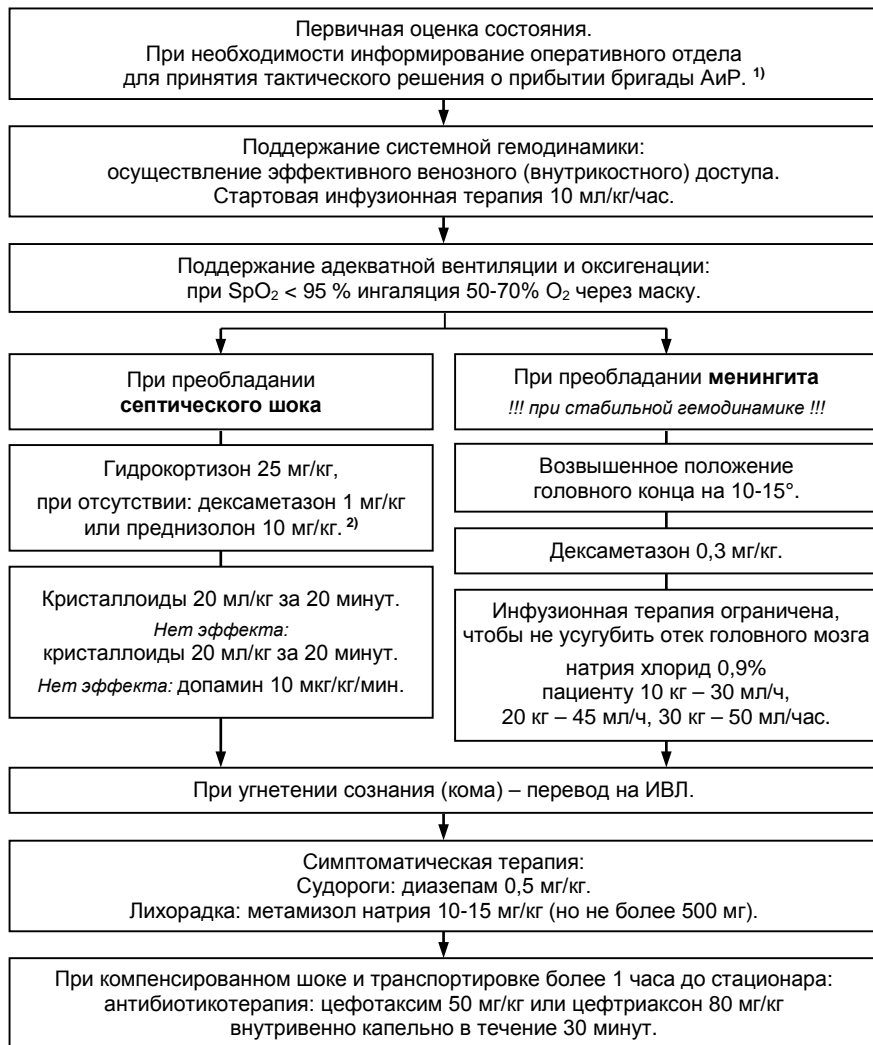 Первичная оценка состояния.
При необходимости информирование оперативного отдела
для принятия тактического решения о прибытии бригады АиР. 1)
Поддержание системной гемодинамики:
осуществление эффективного венозного (внутрикостного) доступа.
Стартовая инфузионная терапия 10 мл/кг/час.
Поддержание адекватной вентиляции и оксигенации:
при SpO2 < 95 % ингаляция 50-70% O2 через маску.
При преобладании
септического шока
Гидрокортизон 25 мг/кг,
при отсутствии: дексаметазон 1 мг/кг
или преднизолон 10 мг/кг. 2)
Кристаллоиды 20 мл/кг за 20 минут.
Нет эффекта:
кристаллоиды 20 мл/кг за 20 минут.
Нет эффекта: допамин 10 мкг/кг/мин.
При преобладании менингита
!!! при стабильной гемодинамике !!!
Возвышенное положение
головного конца на 10-15°.
Дексаметазон 0,3 мг/кг.
Инфузионная терапия ограничена,
чтобы не усугубить отек головного мозга
натрия хлорид 0,9%
пациенту 10 кг – 30 мл/ч,
20 кг – 45 мл/ч, 30 кг – 50 мл/час.
При угнетении сознания (кома) – перевод на ИВЛ.
Симптоматическая терапия:
Судороги: диазепам 0,5 мг/кг.
Лихорадка: метамизол натрия 10-15 мг/кг (но не более 500 мг).
При компенсированном шоке и транспортировке более 1 часа до стационара:
антибиотикотерапия: цефотаксим 50 мг/кг или цефтриаксон 80 мг/кг
внутривенно капельно в течение 30 минут.